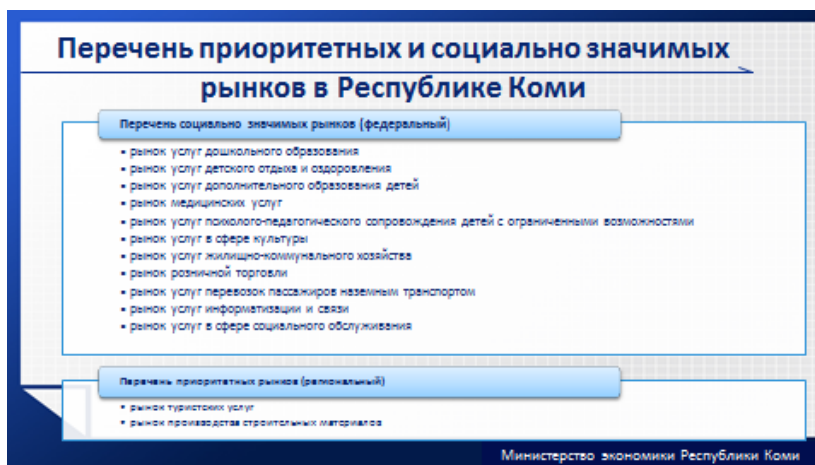 Перечень приоритетных и социально значимых
рынков в Республике Коми
Перечень социально значимых рынков (федеральный)
▪ рынок услуг дошкольного образования
▪ рынок услуг детского отдыха и оздоровления
▪ рынок услуг дополнительного образования детей
▪ рынок медицинских услуг
▪ рынок услуг психолого-педагогического сопровождения детей с ограниченными возможностями
▪ рынок услуг в сфере культуры
▪ рынок услуг жилищно-коммунального хозяйства
▪ рынок розничной торговли
▪ рынок услуг перевозок пассажиров наземным транспортом
▪ рынок услуг информатизации и связи
▪ рынок услуг в сфере социального обслуживания
Перечень приоритетных рынков (региональный)
▪ рынок туристских услуг
▪ рынок производства строительных материалов
Министерство экономики Республики Коми